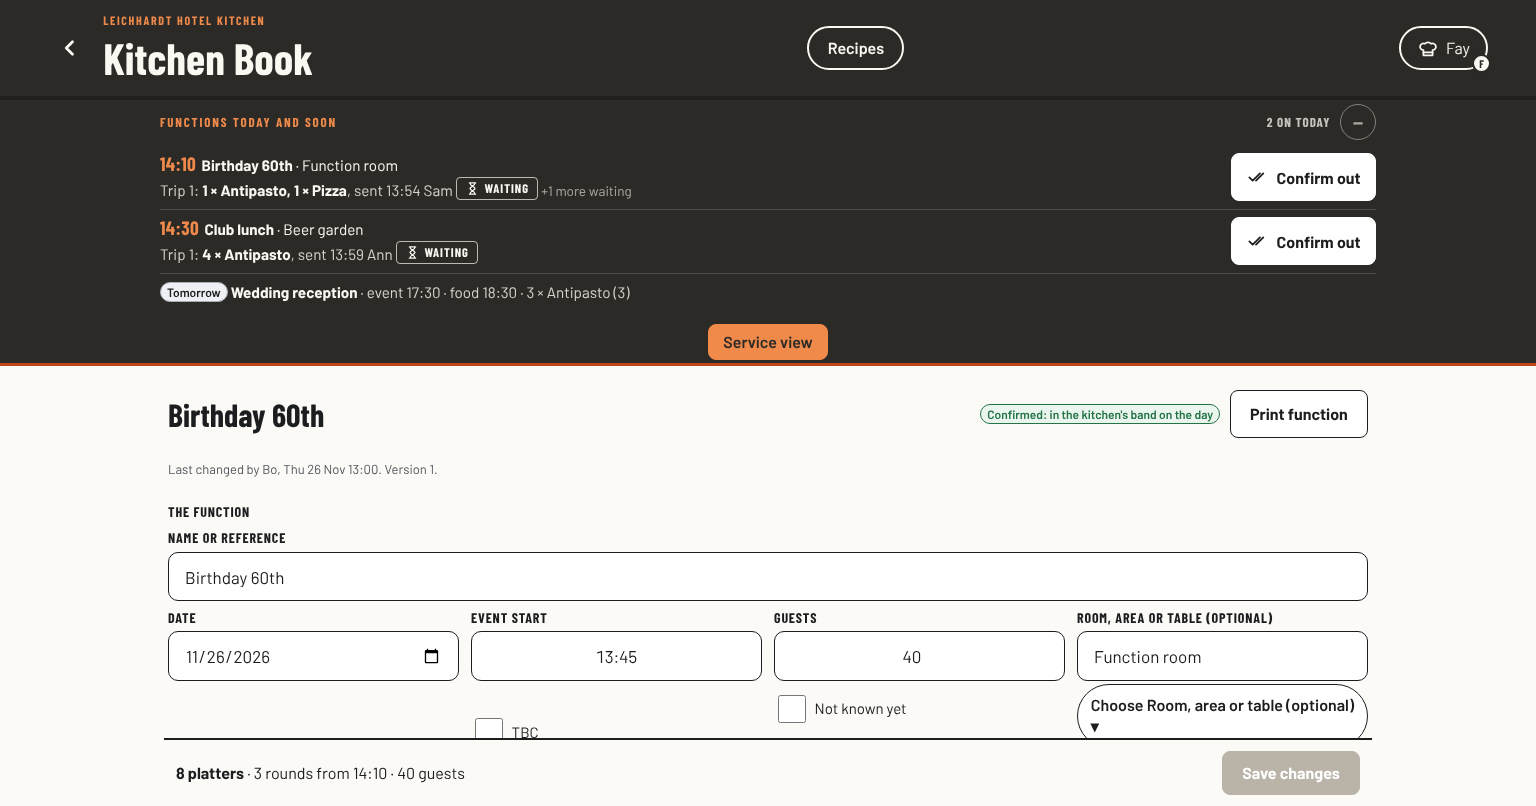 LEICHHARDT HOTEL KITCHEN
Kitchen Book
Recipes
Fay
F
FUNCTIONS TODAY AND SOON
2 ON TODAY
14:10 Birthday 60th · Function room
Trip 1: 1 × Antipasto, 1 × Pizza, sent 13:54 Sam WAITING +1 more waiting
Confirm out
14:30 Club lunch · Beer garden
Trip 1: 4 × Antipasto, sent 13:59 Ann WAITING
Confirm out
Tomorrow Wedding reception · event 17:30 · food 18:30 · 3 × Antipasto (3)
Service view
Birthday 60th
Confirmed: in the kitchen's band on the day
Print function
Last changed by Bo, Thu 26 Nov 13:00. Version 1.
THE FUNCTION
NAME OR REFERENCE
Birthday 60th
DATE
EVENT START
GUESTS
ROOM, AREA OR TABLE (OPTIONAL)
11/26/2026
13:45
40
Function room
Not known yet
Choose Room, area or table (optional)
▼
TBC
8 platters · 3 rounds from 14:10 · 40 guests
Save changes